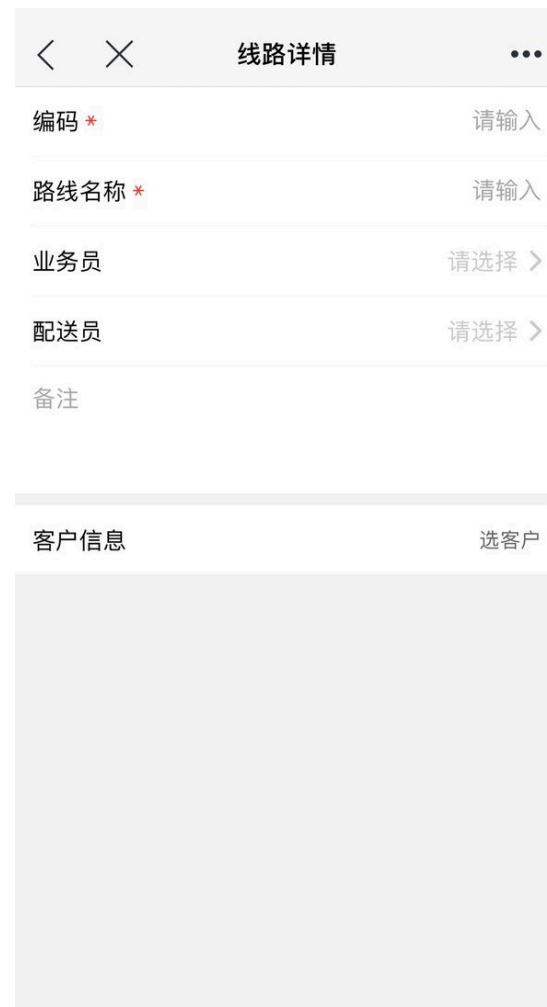 线路详情
编码 * 请输入
路线名称 * 请输入
业务员 请选择
配送员 请选择
备注
客户信息 选客户